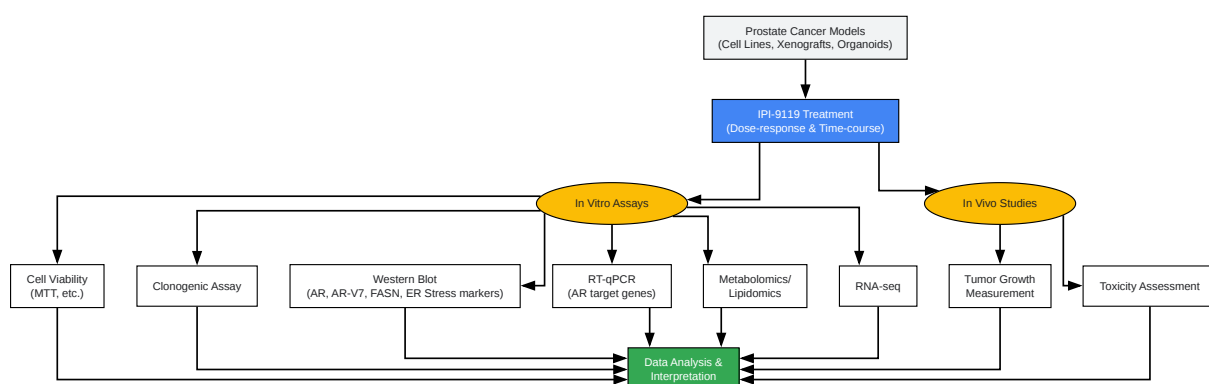 Prostate Cancer Models
(Cell Lines, Xenografts, Organoids)
IPI-9119 Treatment
(Dose-response & Time-course)
In Vitro Assays
In Vivo Studies
Cell Viability
(MTT, etc.)
Clonogenic Assay
Western Blot
(AR, AR-V7, FASN, ER Stress markers)
RT-qPCR
(AR target genes)
Metabolomics/
Lipidomics
RNA-seq
Tumor Growth
Measurement
Toxicity Assessment
Data Analysis &
Interpretation